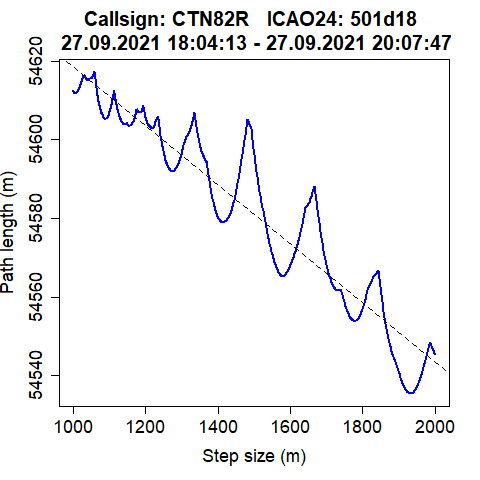 Callsign: CTN82R   ICAO24: 501d18
27.09.2021 18:04:13 - 27.09.2021 20:07:47
Path length (m)
54620
54600
54580
54560
54540
1000 1200 1400 1600 1800 2000
Step size (m)